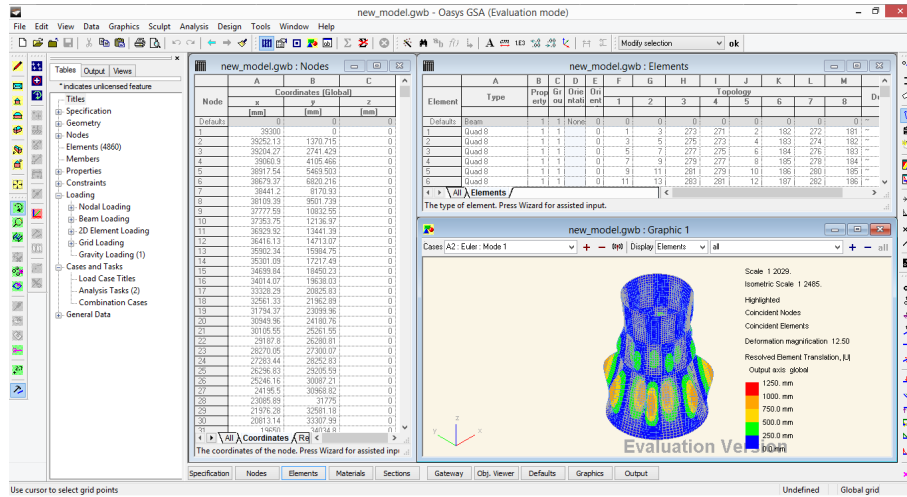 new_model.gwb - Oasys GSA (Evaluation mode)
File Edit View Data Graphics Sculpt Analysis Design Tools Window Help
Modify selection ok
Tables Output Views
* indicates unlicensed feature
Titles
Specification
Geometry
Nodes
Elements (4860)
Members
Properties
Constraints
Loading
Nodal Loading
Beam Loading
2D Element Loading
Grid Loading
Gravity Loading (1)
Cases and Tasks
Load Case Titles
Analysis Tasks (2)
Combination Cases
General Data
new_model.gwb : Nodes
A B C
Node Coordinates (Global)
x y z
[mm] [mm] [mm]
Defaults 0 0 0
1 39300 0 0
2 39252.13 1370.715 0
3 39204.27 2741.429 0
4 39060.9 4105.466 0
5 38917.54 5469.503 0
6 38679.37 6820.216 0
7 38441.2 8170.93 0
8 38109.39 9501.739 0
9 37777.59 10832.55 0
10 37353.75 12136.97 0
11 36929.92 13441.39 0
12 36416.13 14713.07 0
13 35902.34 15984.75 0
14 35301.09 17217.49 0
15 34699.84 18450.23 0
16 34014.07 19638.03 0
17 33328.29 20825.83 0
18 32561.33 21962.89 0
19 31794.37 23099.96 0
20 30949.96 24180.76 0
21 30105.55 25261.55 0
22 29187.8 26280.81 0
23 28270.05 27300.07 0
24 27283.44 28252.83 0
25 26296.83 29205.59 0
26 25246.16 30087.21 0
27 24195.5 30968.82 0
28 23085.89 31775 0
29 21976.28 32581.18 0
30 20813.14 33307.99 0
31 19650 34034.8 0
All Coordinates Re
The coordinates of the node. Press Wizard for assisted inpu
new_model.gwb : Elements
A B C D E F G H I J K L M
Element Type Prop erty Gr ou Orie ntati Ori ent Topology
1 2 3 4 5 6 7 8
Defaults Beam 1 1 None 0 0 0 0 0 0 0 0 0
1 Quad 8 1 1 0 1 3 273 271 2 182 272 181
2 Quad 8 1 1 0 3 5 275 273 4 183 274 182
3 Quad 8 1 1 0 5 7 277 275 6 184 276 183
4 Quad 8 1 1 0 7 9 279 277 8 185 278 184
5 Quad 8 1 1 0 9 11 281 279 10 186 280 185
6 Quad 8 1 1 0 11 13 283 281 12 187 282 186
All Elements
The type of element. Press Wizard for assisted input.
new_model.gwb : Graphic 1
Cases A2 : Euler : Mode 1 Display Elements all all
Scale 1 2029.
Isometric Scale 1 2485.
Highlighted
Coincident Nodes
Coincident Elements
Deformation magnification 12.50
Resolved Element Translation, |U|
Output axis global
1250. mm
1000. mm
750.0 mm
500.0 mm
250.0 mm
0.0 mm
z
y x
Evaluation Version
Specification Nodes Elements Materials Sections Gateway Obj. Viewer Defaults Graphics Output
Use cursor to select grid points Undefined Global grid